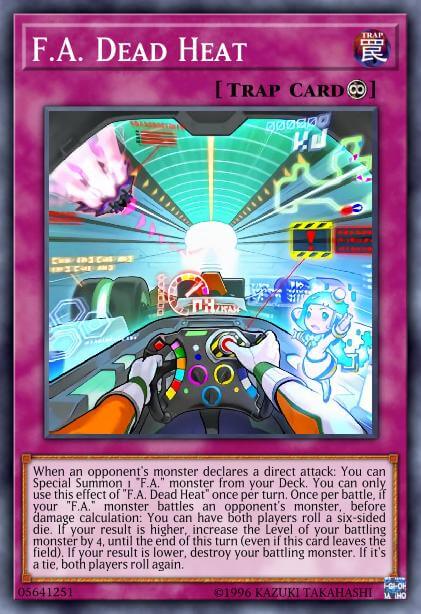 F.A. Dead Heat
TRAP
罠
[Trap Card]
When an opponent's monster declares a direct attack: You can
Special Summon 1 "F.A." monster from your Deck. You can only
use this effect of "F.A. Dead Heat" once per turn. Once per battle, if
your "F.A." monster battles an opponent's monster, before
damage calculation: You can have both players roll a six-sided
die. If your result is higher, increase the Level of your battling
monster by 4, until the end of this turn (even if this card leaves the
field). If your result is lower, destroy your battling monster. If it's
a tie, both players roll again.
05641251
©1996 KAZUKI TAKAHASHI